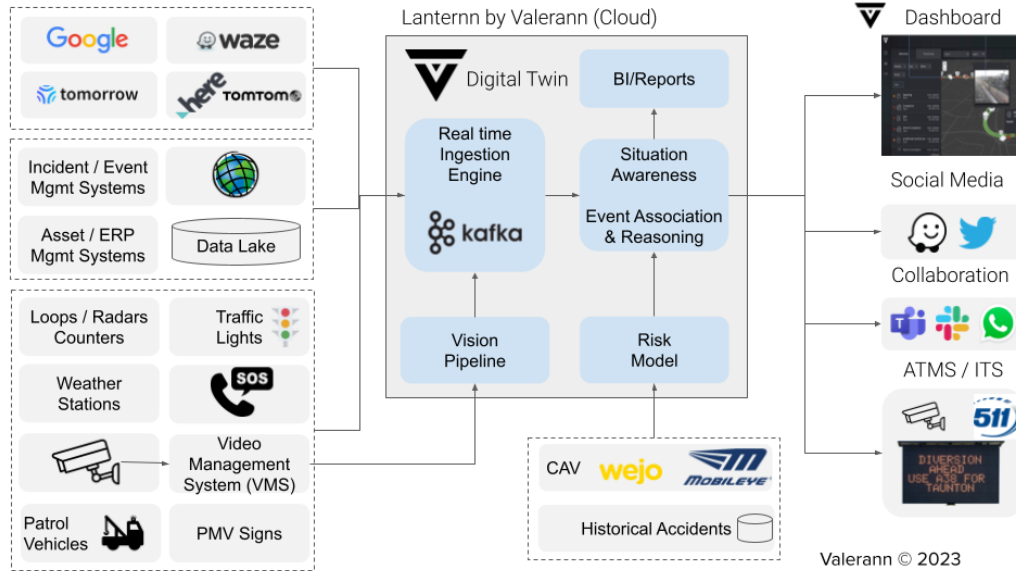 Lanternn by Valerann (Cloud)
Dashboard
Google
waze
tomorrow
here
TOMTOM
Digital Twin
BI/Reports
Real time
Ingestion
Engine
kafka
Situation
Awareness
Event Association
& Reasoning
Vision
Pipeline
Risk
Model
Incident / Event
Mgmt Systems
Asset / ERP
Mgmt Systems
Data Lake
Loops / Radars
Counters
Traffic
Lights
Weather
Stations
SOS
Video
Management
System (VMS)
Patrol
Vehicles
PMV Signs
CAV
wejo
MOBILEYE
Historical Accidents
Social Media
Collaboration
T
ATMS / ITS
511
DIVERSION
AHEAD
USE A38 FOR
TAUNTON
Valerann © 2023